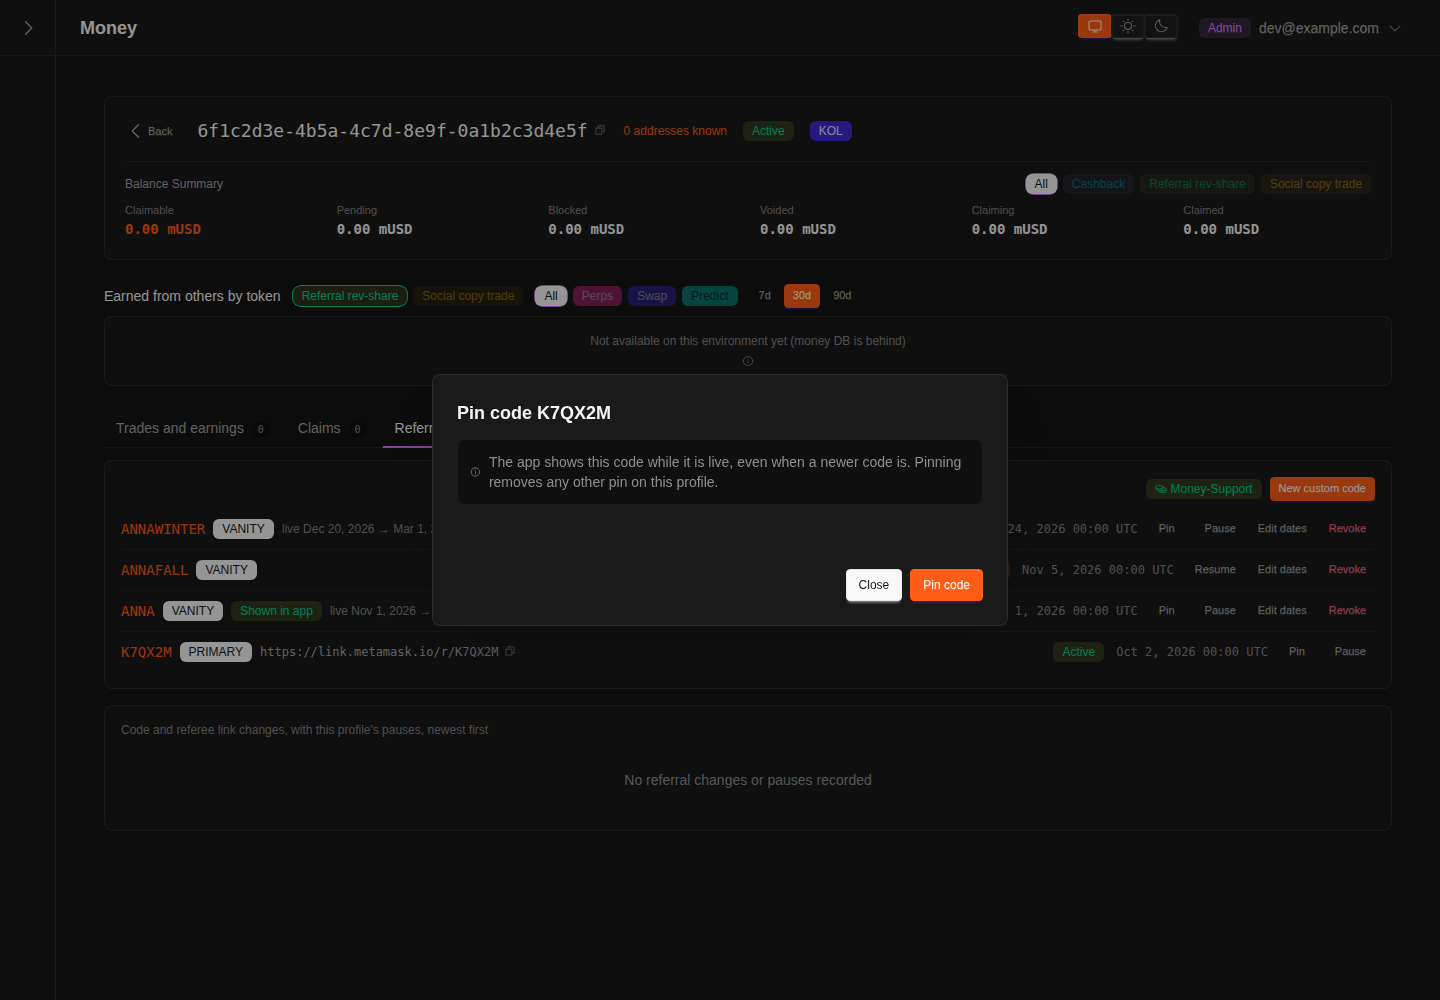 Money
Admin
dev@example.com
Back
6f1c2d3e-4b5a-4c7d-8e9f-0a1b2c3d4e5f
0 addresses known
Active
KOL
Balance Summary
All
Cashback
Referral rev-share
Social copy trade
Claimable
Pending
Blocked
Voided
Claiming
Claimed
0.00 mUSD
0.00 mUSD
0.00 mUSD
0.00 mUSD
0.00 mUSD
0.00 mUSD
Earned from others by token
Referral rev-share
Social copy trade
All
Perps
Swap
Predict
7d
30d
90d
Not available on this environment yet (money DB is behind)
Pin code K7QX2M
The app shows this code while it is live, even when a newer code is. Pinning
removes any other pin on this profile.
Close
Pin code
Trades and earnings 0
Claims 0
Money-Support
New custom code
ANNAWINTER VANITY live Dec 20, 2026 → Mar 1,
24, 2026 00:00 UTC Pin Pause Edit dates Revoke
ANNAFALL VANITY
Nov 5, 2026 00:00 UTC Resume Edit dates Revoke
ANNA VANITY Shown in app live Nov 1, 2026 →
1, 2026 00:00 UTC Pin Pause Edit dates Revoke
K7QX2M PRIMARY https://link.metamask.io/r/K7QX2M
Active Oct 2, 2026 00:00 UTC Pin Pause
Code and referee link changes, with this profile's pauses, newest first
No referral changes or pauses recorded